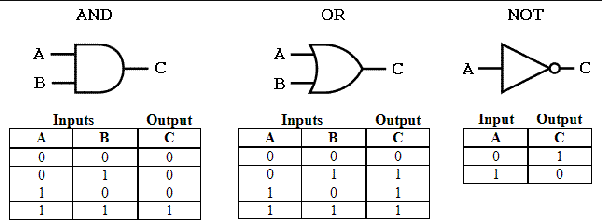 AND
A
B
C
Inputs Output
A B C
0 0 0
0 1 0
1 0 0
1 1 1
OR
A
B
C
Inputs Output
A B C
0 0 0
0 1 1
1 0 1
1 1 1
NOT
A C
Input Output
A C
0 1
1 0